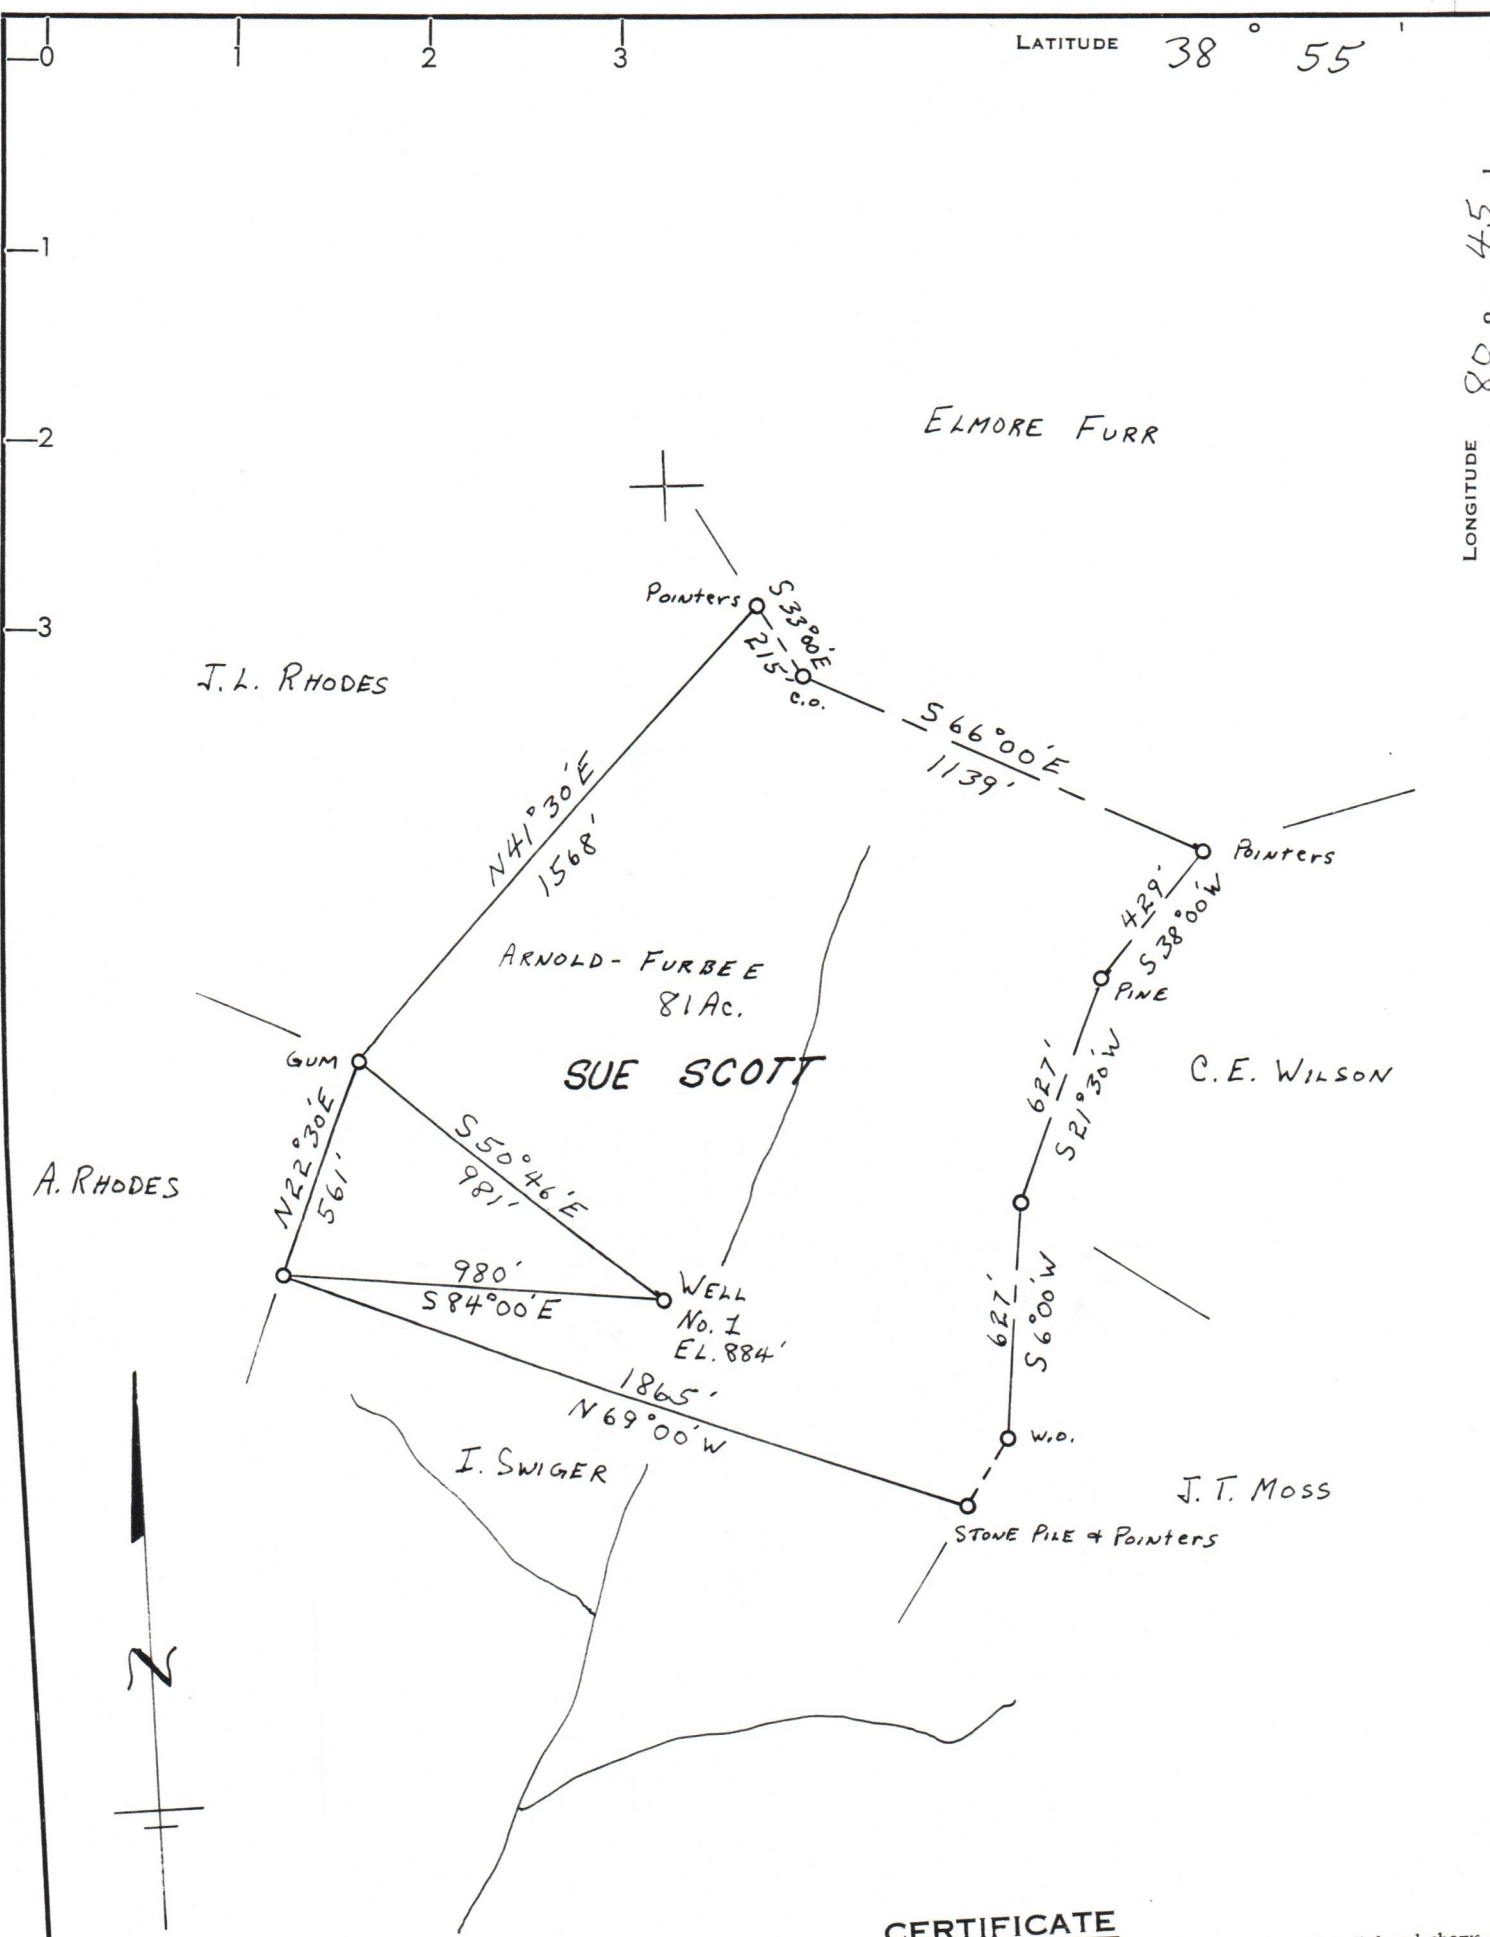 LATITUDE 38° 55'
0 1 2 3
0
1
2
3
LONGITUDE 80° 45'
ELMORE FURR
Pointers
S 33°00'E
215'
C.O.
J.L. RHODES
S 66°00'E
1139'
N41°30'E
1568'
Pointers
429'
S 38°00'W
PINE
ARNOLD-FURBEE
81 Ac.
SUE SCOTT
GUM
627'
S 21°30'W
C.E. WILSON
N22°30'E
561'
S 50°46'E
981'
A. RHODES
980'
S 84°00'E
WELL
No. 1
EL. 884'
627'
S 6°00'W
1865'
N 69°00'W
W.O.
I. SWIGER
J.T. MOSS
STONE PILE & Pointers
N
CERTIFICATE